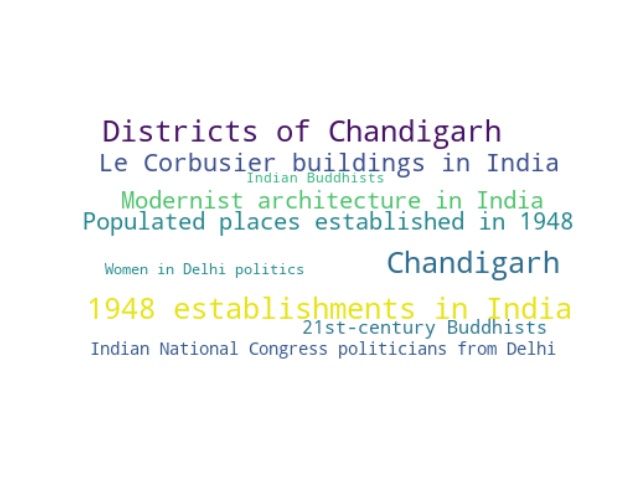 Districts of Chandigarh
Le Corbusier buildings in India
Indian Buddhists
Modernist architecture in India
Populated places established in 1948
Women in Delhi politics
Chandigarh
1948 establishments in India
21st-century Buddhists
Indian National Congress politicians from Delhi